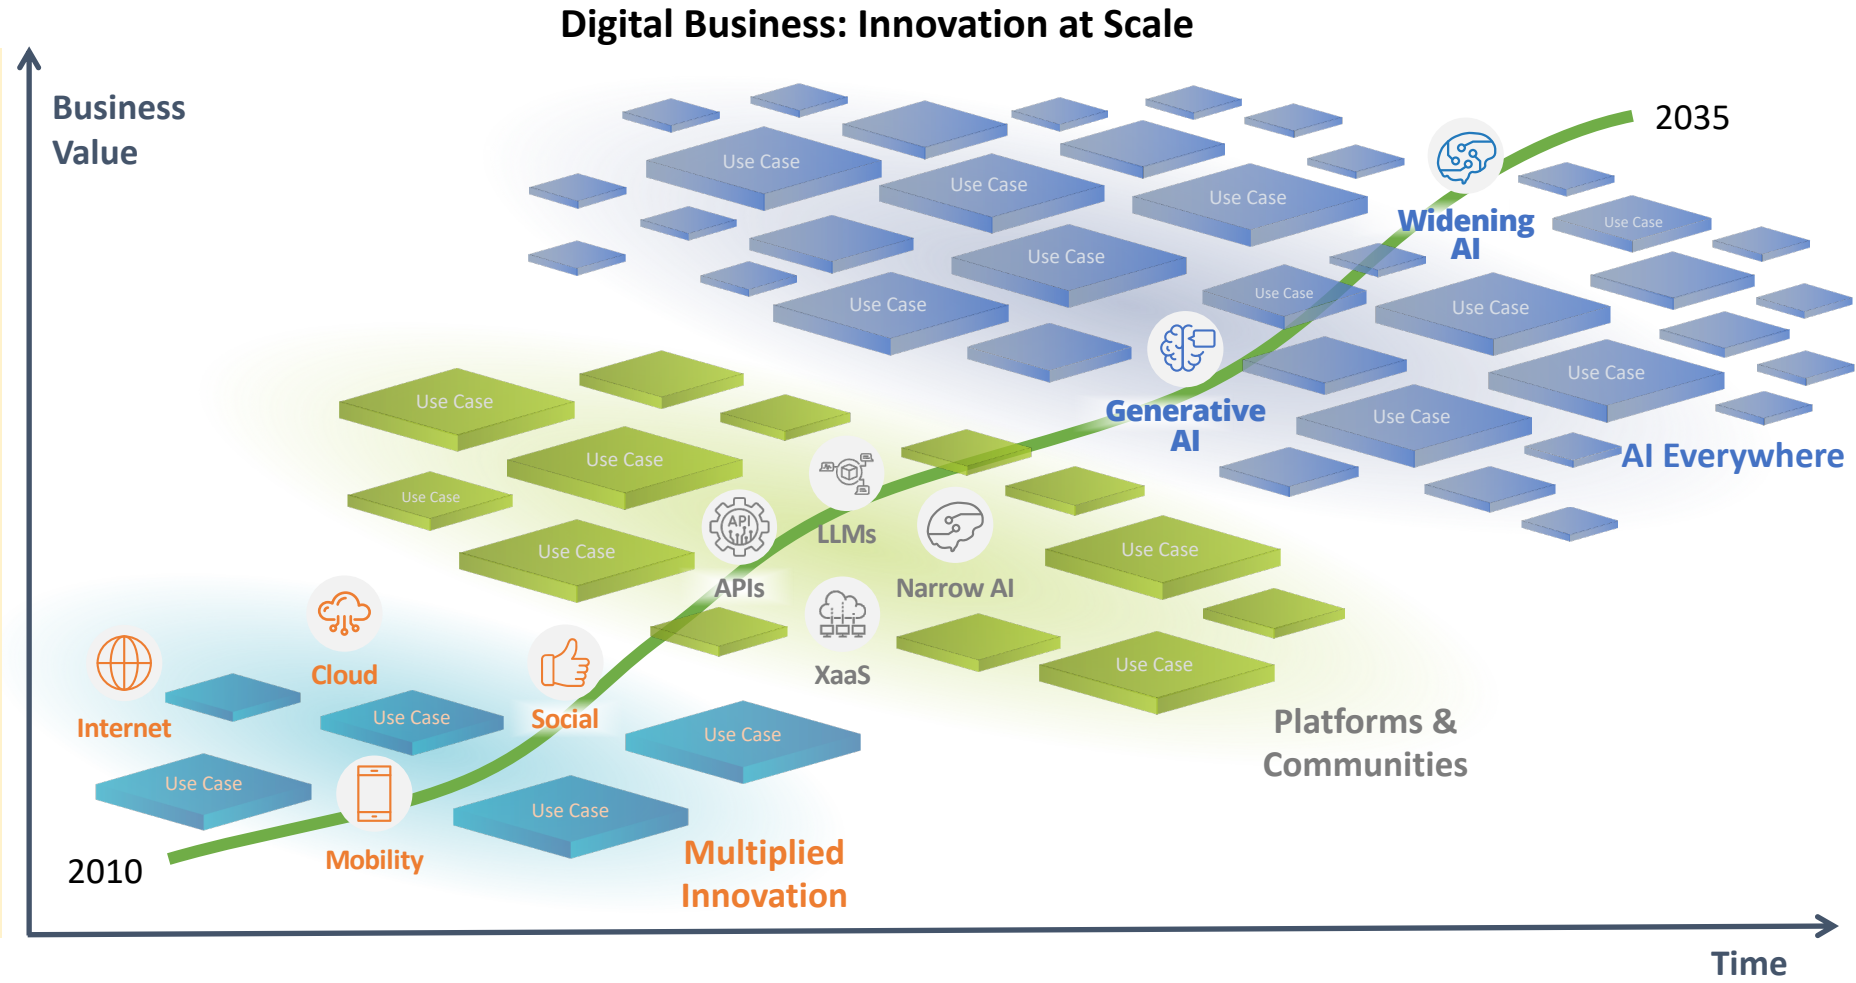 Digital Business: Innovation at Scale
Business
Value
2035
Use Case
Use Case
Use Case
Use Case
Widening
AI
Use Case
Use Case
Use Case
Use Case
Use Case
Generative
AI
Use Case
Use Case
AI Everywhere
Use Case
Use Case
Use Case
Use Case
API
LLMs
APIs
Narrow AI
XaaS
Use Case
Use Case
Platforms &
Communities
Internet
Cloud
Social
Use Case
Use Case
Use Case
Use Case
Mobility
Multiplied
Innovation
2010
Time